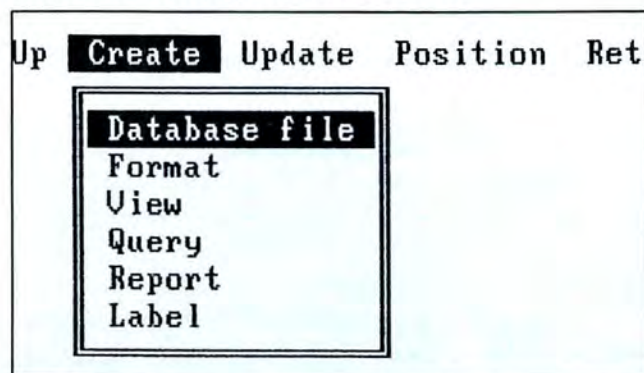 Up Create Update Position Ret
Database file
Format
View
Query
Report
Label